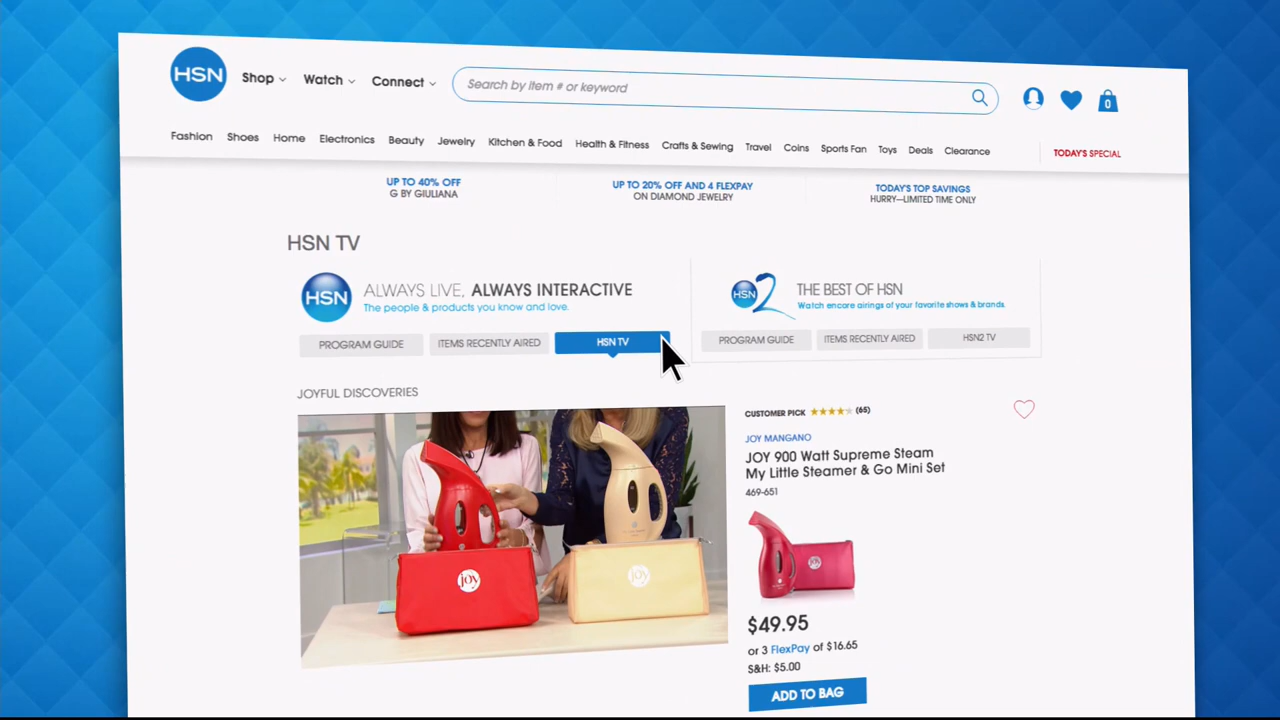 HSN
Shop
Watch
Connect
Search by item # or keyword
0
Fashion
Shoes
Home
Electronics
Beauty
Jewelry
Kitchen & Food
Health & Fitness
Crafts & Sewing
Travel
Coins
Sports Fan
Toys
Deals
Clearance
TODAY'S SPECIAL
UP TO 40% OFF
G BY GIULIANA
UP TO 20% OFF AND 4 FLEXPAY
ON DIAMOND JEWELRY
TODAY'S TOP SAVINGS
HURRY—LIMITED TIME ONLY
HSN TV
HSN
ALWAYS LIVE, ALWAYS INTERACTIVE
The people & products you know and love.
PROGRAM GUIDE
ITEMS RECENTLY AIRED
HSN TV
HSN2
THE BEST OF HSN
Watch encore airings of your favorite shows & brands.
PROGRAM GUIDE
ITEMS RECENTLY AIRED
HSN2 TV
JOYFUL DISCOVERIES
joy
joy
CUSTOMER PICK (65)
JOY MANGANO
JOY 900 Watt Supreme Steam
My Little Steamer & Go Mini Set
469-651
joy
$49.95
or 3 FlexPay of $16.65
S&H: $5.00
ADD TO BAG